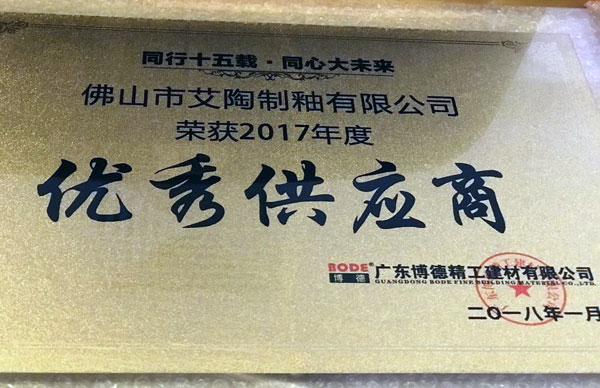 同行十五载·同心大未来
佛山市艾陶制釉有限公司
荣获2017年度
优秀供应商
BODE® 广东博德精工建材有限公司
博德 GUANGDONG BODE FINE BUILDING MATERIAL CO.,LTD.
二〇一八年一月